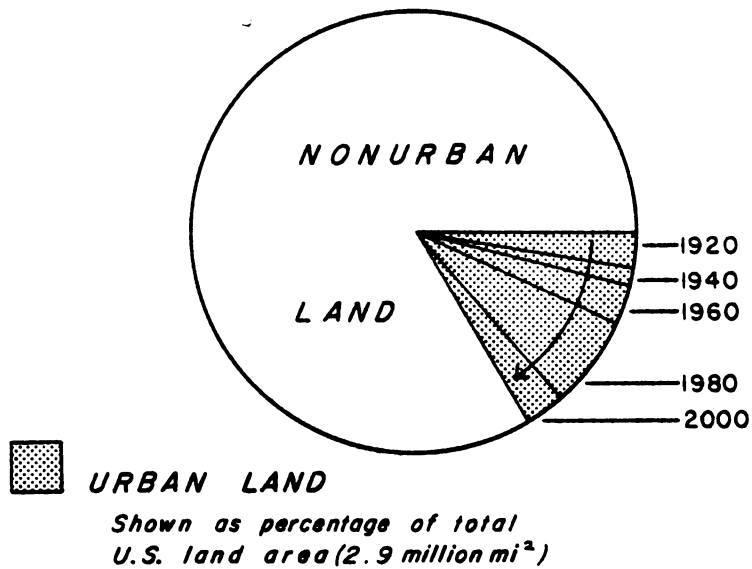 NONURBAN
LAND
1920
1940
1960
1980
2000
URBAN LAND
Shown as percentage of total
U.S. land area (2.9 million mi²)